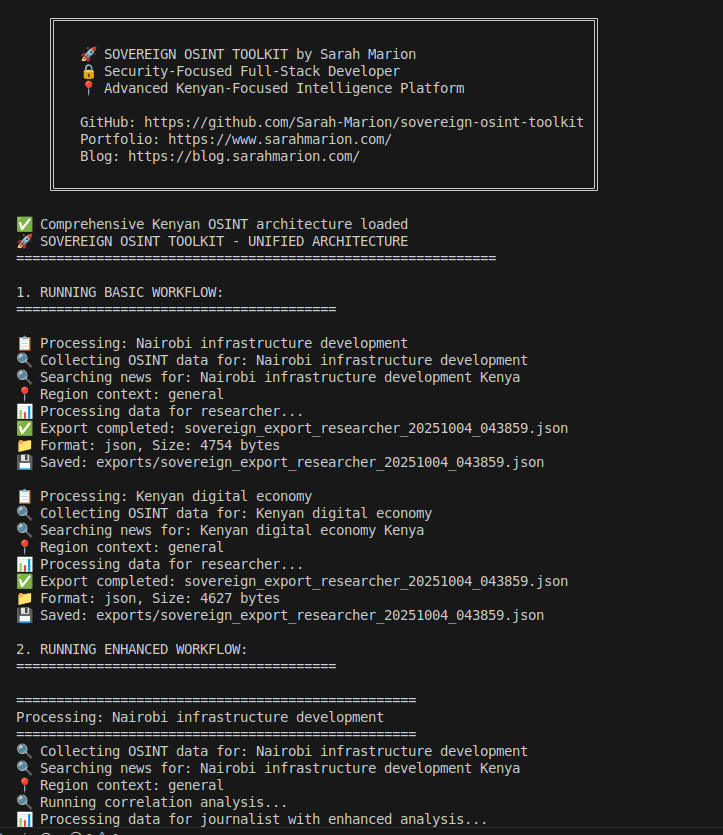 🚀 SOVEREIGN OSINT TOOLKIT by Sarah Marion
🔒 Security-Focused Full-Stack Developer
📍 Advanced Kenyan-Focused Intelligence Platform
GitHub: https://github.com/Sarah-Marion/sovereign-osint-toolkit
Portfolio: https://www.sarahmarion.com/
Blog: https://blog.sarahmarion.com/
✅ Comprehensive Kenyan OSINT architecture loaded
🚀 SOVEREIGN OSINT TOOLKIT - UNIFIED ARCHITECTURE
============================================================
1. RUNNING BASIC WORKFLOW:
========================================
📋 Processing: Nairobi infrastructure development
🔍 Collecting OSINT data for: Nairobi infrastructure development
🔍 Searching news for: Nairobi infrastructure development Kenya
📍 Region context: general
📊 Processing data for researcher...
✅ Export completed: sovereign_export_researcher_20251004_043859.json
📁 Format: json, Size: 4754 bytes
💾 Saved: exports/sovereign_export_researcher_20251004_043859.json
📋 Processing: Kenyan digital economy
🔍 Collecting OSINT data for: Kenyan digital economy
🔍 Searching news for: Kenyan digital economy Kenya
📍 Region context: general
📊 Processing data for researcher...
✅ Export completed: sovereign_export_researcher_20251004_043859.json
📁 Format: json, Size: 4627 bytes
💾 Saved: exports/sovereign_export_researcher_20251004_043859.json
2. RUNNING ENHANCED WORKFLOW:
========================================
==================================================
Processing: Nairobi infrastructure development
==================================================
🔍 Collecting OSINT data for: Nairobi infrastructure development
🔍 Searching news for: Nairobi infrastructure development Kenya
📍 Region context: general
🔍 Running correlation analysis...
📊 Processing data for journalist with enhanced analysis...